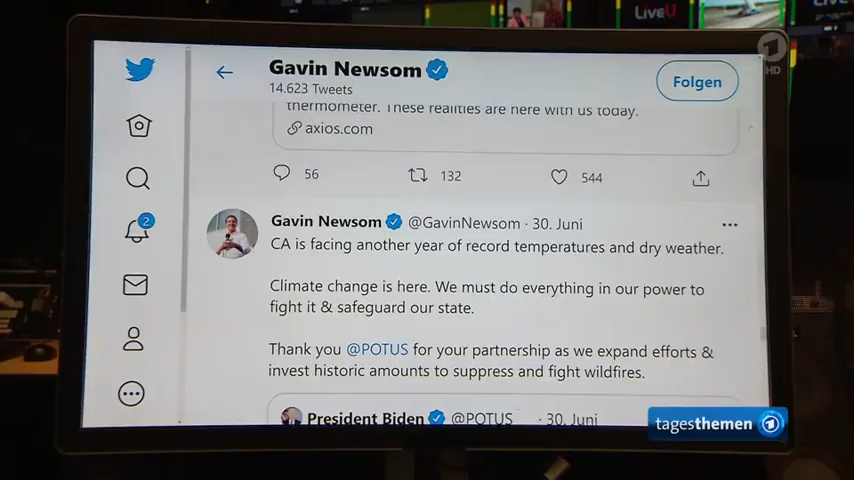 LiveU
LIVE
HD
Gavin Newsom
14.623 Tweets
Folgen
thermometer. These realities are here with us today.
axios.com
56
132
544
2
Gavin Newsom @GavinNewsom · 30. Juni
CA is facing another year of record temperatures and dry weather.
Climate change is here. We must do everything in our power to
fight it & safeguard our state.
Thank you @POTUS for your partnership as we expand efforts &
invest historic amounts to suppress and fight wildfires.
President Biden @POTUS · 30. Juni
tagesthemen